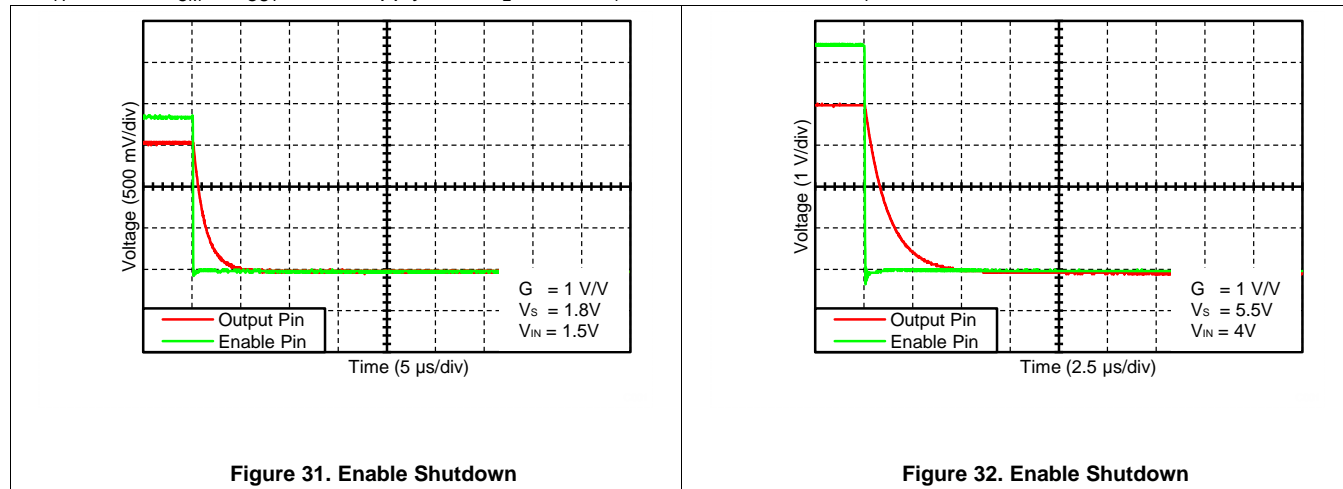 Voltage (500 mV/div)
G = 1 V/V
VS = 1.8V
VIN = 1.5V
Output Pin
Enable Pin
Time (5 µs/div)
Figure 31. Enable Shutdown
Voltage (1 V/div)
G = 1 V/V
VS = 5.5V
VIN = 4V
Output Pin
Enable Pin
Time (2.5 µs/div)
Figure 32. Enable Shutdown